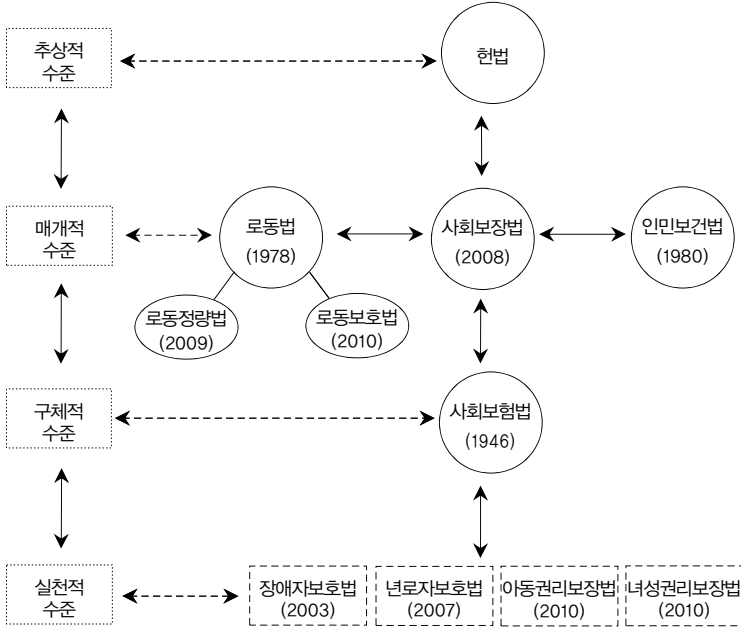 추상적
수준
헌법
매개적
수준
로동법
(1978)
사회보장법
(2008)
인민보건법
(1980)
로동정량법
(2009)
로동보호법
(2010)
구체적
수준
사회보험법
(1946)
실천적
수준
장애자보호법
(2003)
년로자보호법
(2007)
아동권리보장법
(2010)
녀성권리보장법
(2010)